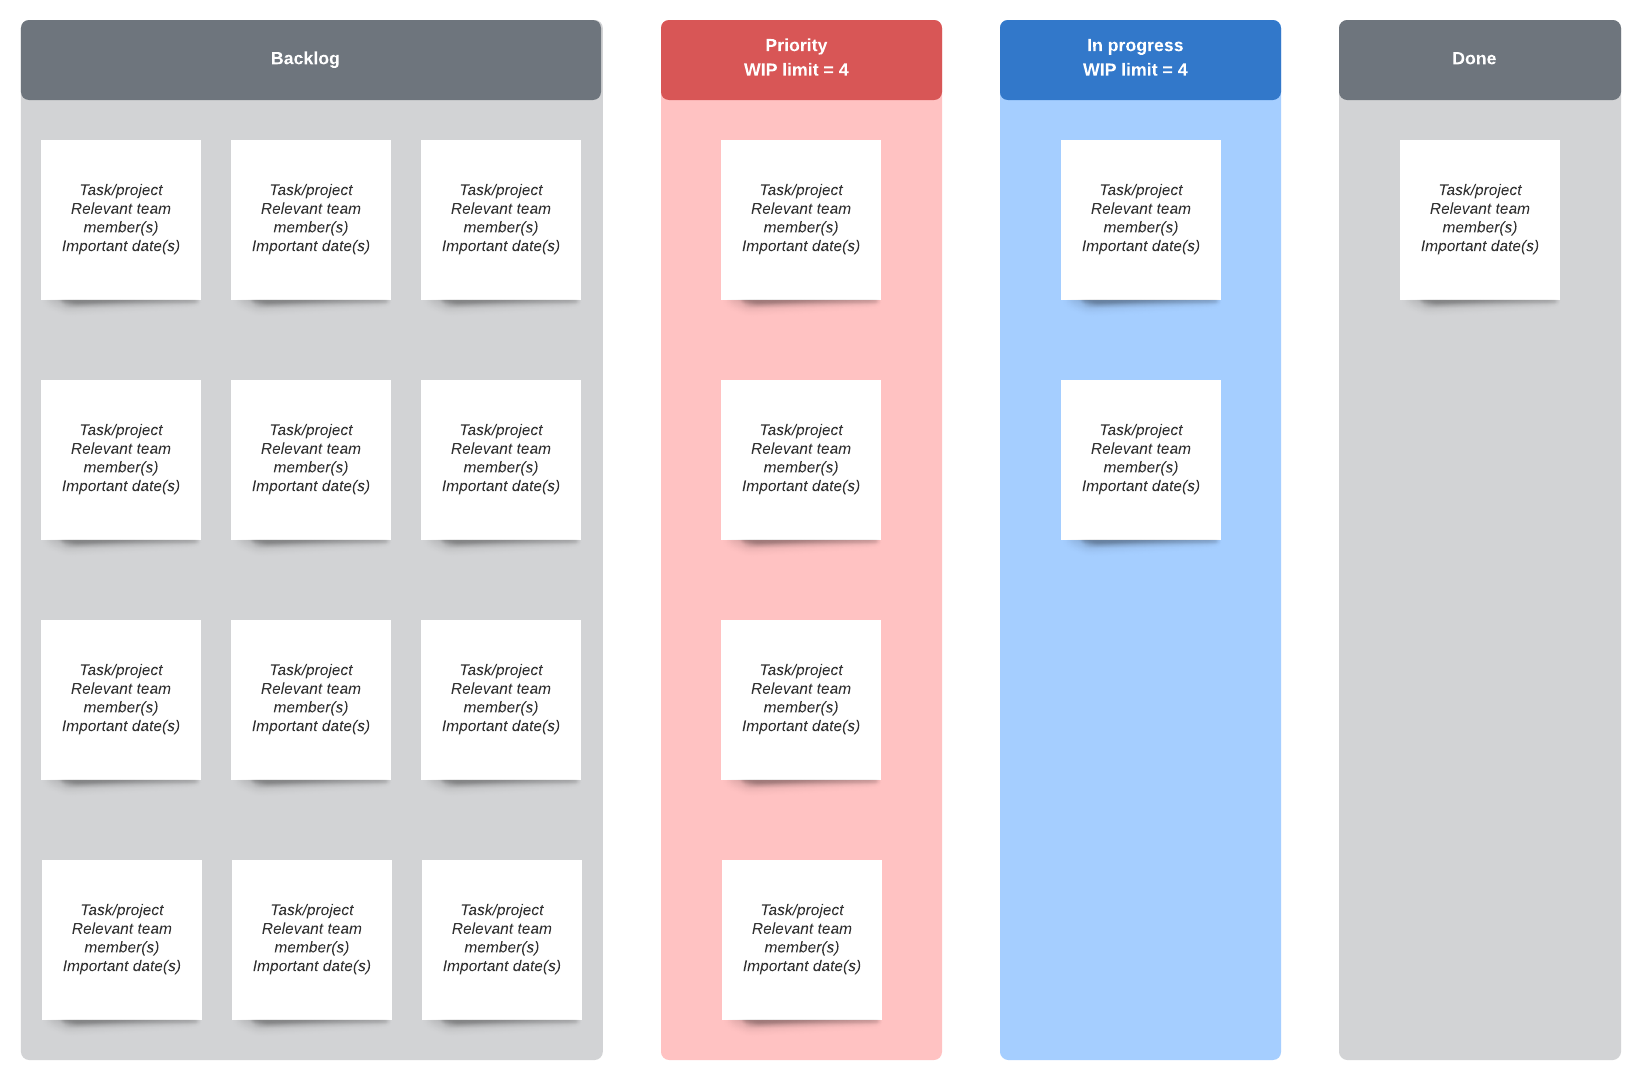 Backlog
Priority
WIP limit = 4
In progress
WIP limit = 4
Done
Task/project
Relevant team
member(s)
Important date(s)
Task/project
Relevant team
member(s)
Important date(s)
Task/project
Relevant team
member(s)
Important date(s)
Task/project
Relevant team
member(s)
Important date(s)
Task/project
Relevant team
member(s)
Important date(s)
Task/project
Relevant team
member(s)
Important date(s)
Task/project
Relevant team
member(s)
Important date(s)
Task/project
Relevant team
member(s)
Important date(s)
Task/project
Relevant team
member(s)
Important date(s)
Task/project
Relevant team
member(s)
Important date(s)
Task/project
Relevant team
member(s)
Important date(s)
Task/project
Relevant team
member(s)
Important date(s)
Task/project
Relevant team
member(s)
Important date(s)
Task/project
Relevant team
member(s)
Important date(s)
Task/project
Relevant team
member(s)
Important date(s)
Task/project
Relevant team
member(s)
Important date(s)
Task/project
Relevant team
member(s)
Important date(s)
Task/project
Relevant team
member(s)
Important date(s)
Task/project
Relevant team
member(s)
Important date(s)